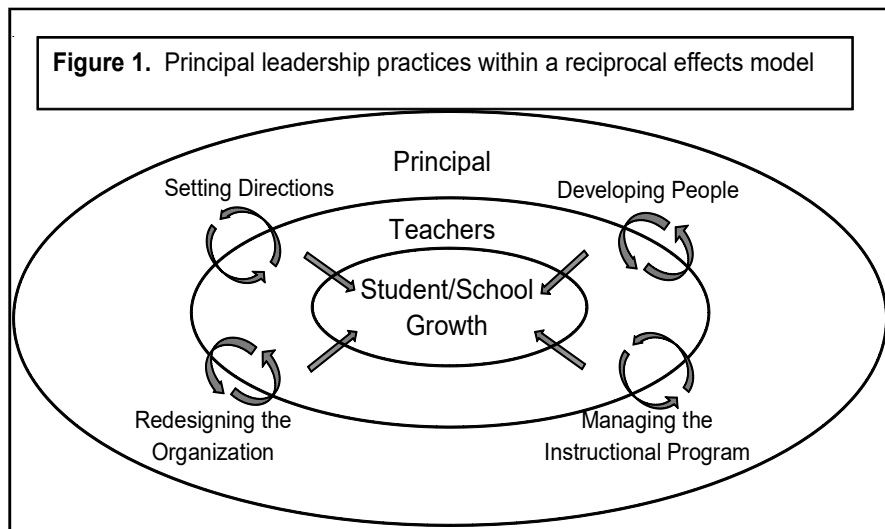 Figure 1. Principal leadership practices within a reciprocal effects model
Principal
Setting Directions
Developing People
Teachers
Student/School
Growth
Redesigning the
Organization
Managing the
Instructional Program